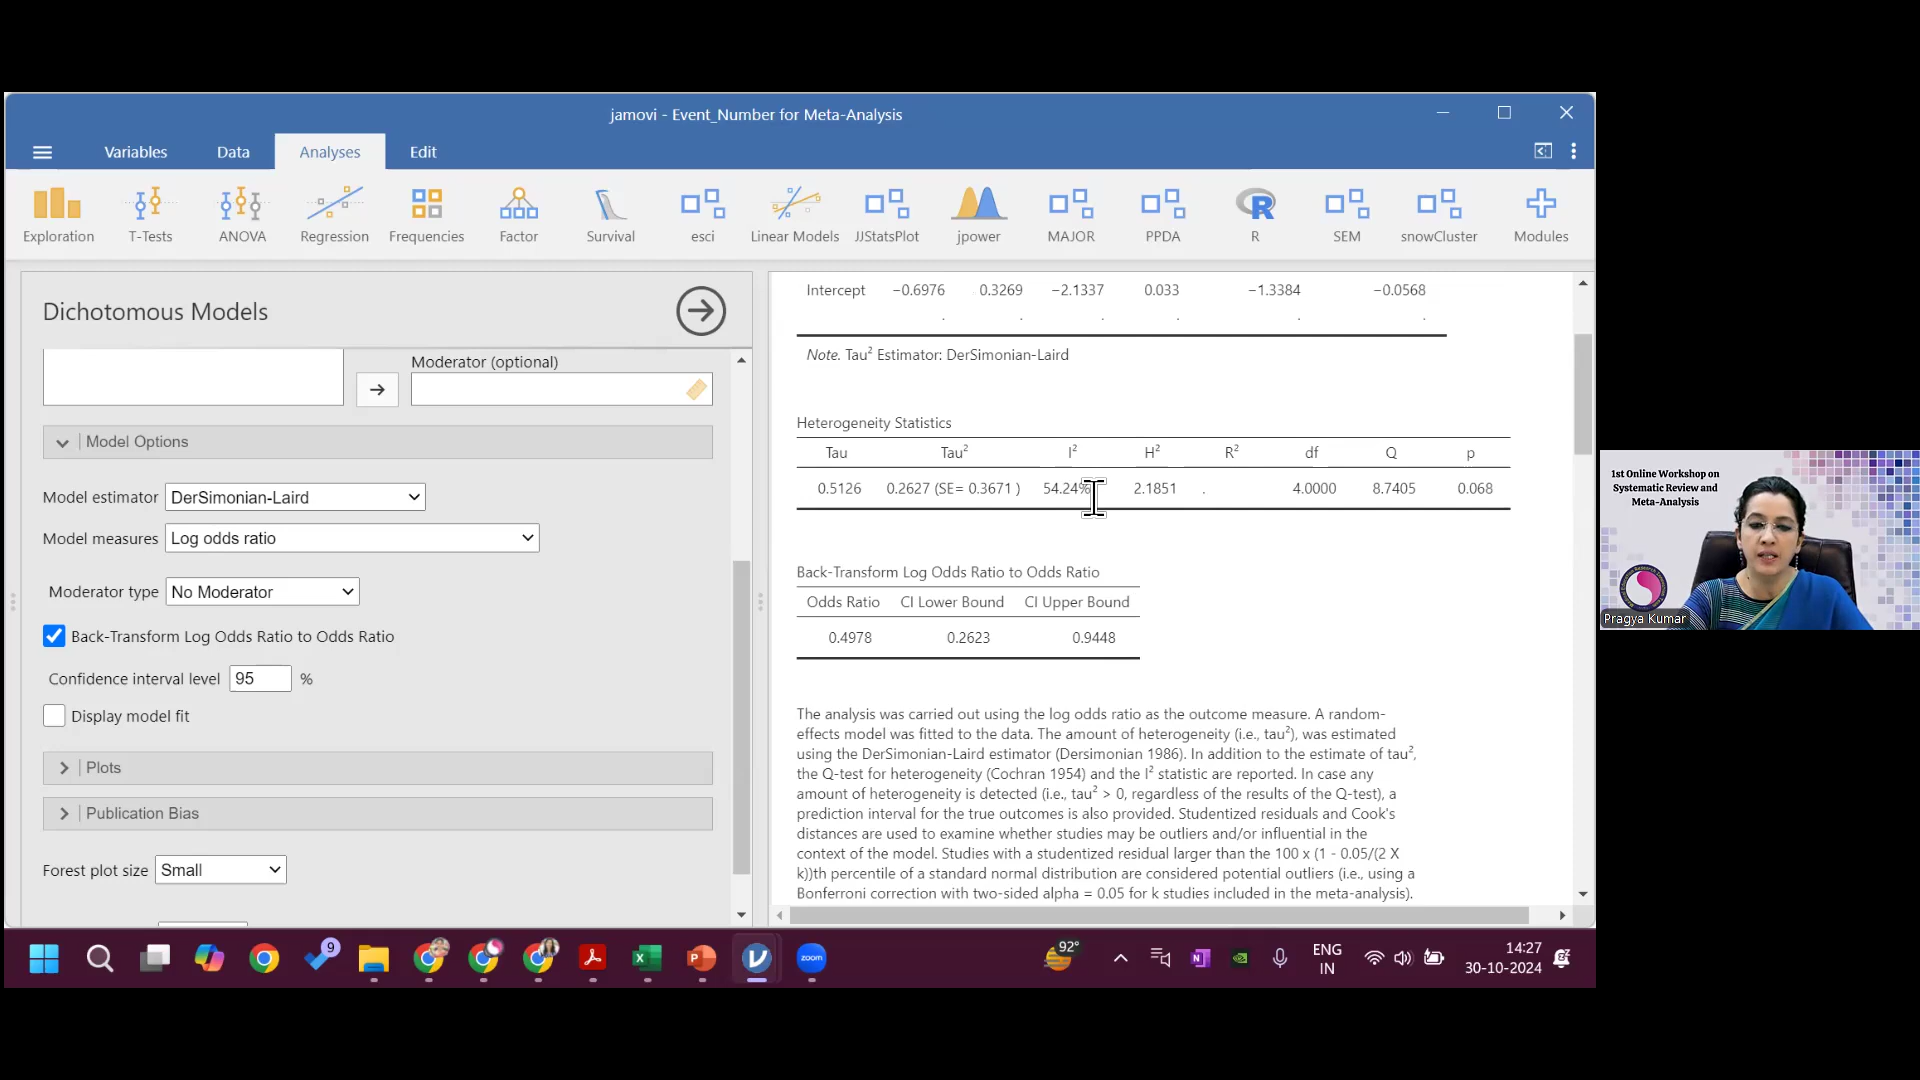 jamovi - Event_Number for Meta-Analysis
Variables Data Analyses Edit
Exploration T-Tests ANOVA Regression Frequencies Factor Survival esci Linear Models JJStatsPlot jpower MAJOR PPDA R SEM snowCluster Modules
Dichotomous Models
Moderator (optional)
Model Options
Model estimator DerSimonian-Laird
Model measures Log odds ratio
Moderator type No Moderator
Back-Transform Log Odds Ratio to Odds Ratio
Confidence interval level 95 %
Display model fit
Plots
Publication Bias
Forest plot size Small
Intercept −0.6976 0.3269 −2.1337 0.033 −1.3384 −0.0568
. . . . . .
Note. Tau² Estimator: DerSimonian-Laird
Heterogeneity Statistics
Tau Tau² I² H² R² df Q p
0.5126 0.2627 (SE= 0.3671 ) 54.24% 2.1851 . 4.0000 8.7405 0.068
Back-Transform Log Odds Ratio to Odds Ratio
Odds Ratio CI Lower Bound CI Upper Bound
0.4978 0.2623 0.9448
The analysis was carried out using the log odds ratio as the outcome measure. A random-
effects model was fitted to the data. The amount of heterogeneity (i.e., tau²), was estimated
using the DerSimonian-Laird estimator (Dersimonian 1986). In addition to the estimate of tau²,
the Q-test for heterogeneity (Cochran 1954) and the I² statistic are reported. In case any
amount of heterogeneity is detected (i.e., tau² > 0, regardless of the results of the Q-test), a
prediction interval for the true outcomes is also provided. Studentized residuals and Cook's
distances are used to examine whether studies may be outliers and/or influential in the
context of the model. Studies with a studentized residual larger than the 100 x (1 - 0.05/(2 X
k))th percentile of a standard normal distribution are considered potential outliers (i.e., using a
Bonferroni correction with two-sided alpha = 0.05 for k studies included in the meta-analysis).
1st Online Workshop on
Systematic Review and
Meta-Analysis
Pragya Kumar
9
zoom
92°
ENG
IN
14:27
30-10-2024